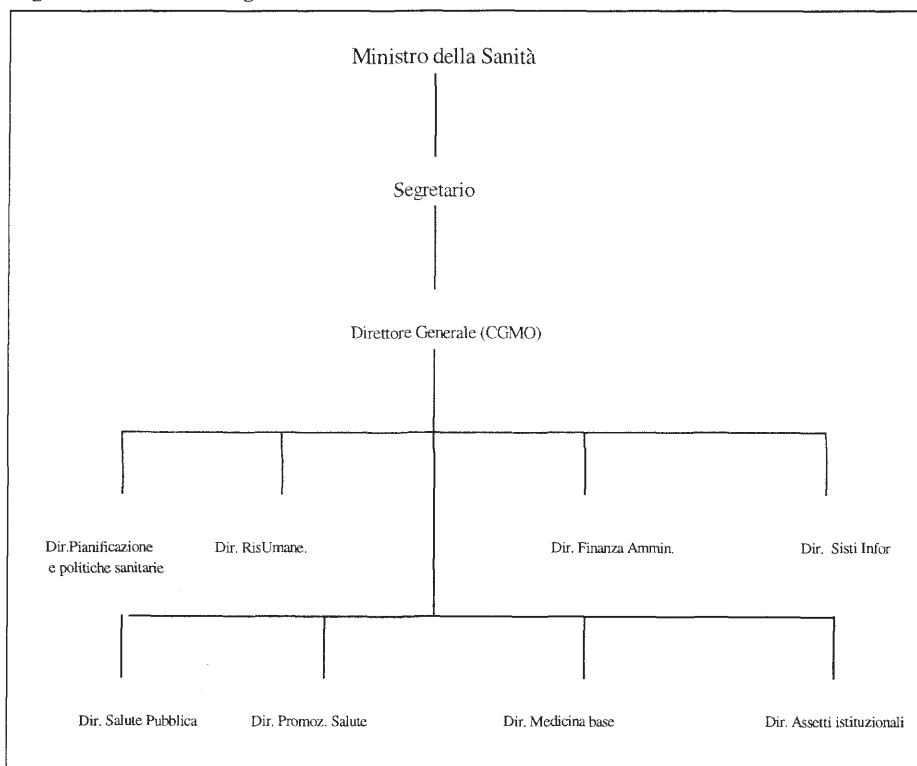 Ministro della Sanità
Segretario
Direttore Generale (CGMO)
Dir.Pianificazione
e politiche sanitarie
Dir. RisUmane.
Dir. Finanza Ammin.
Dir. Sisti Infor
Dir. Salute Pubblica
Dir. Promoz. Salute
Dir. Medicina base
Dir. Assetti istituzionali